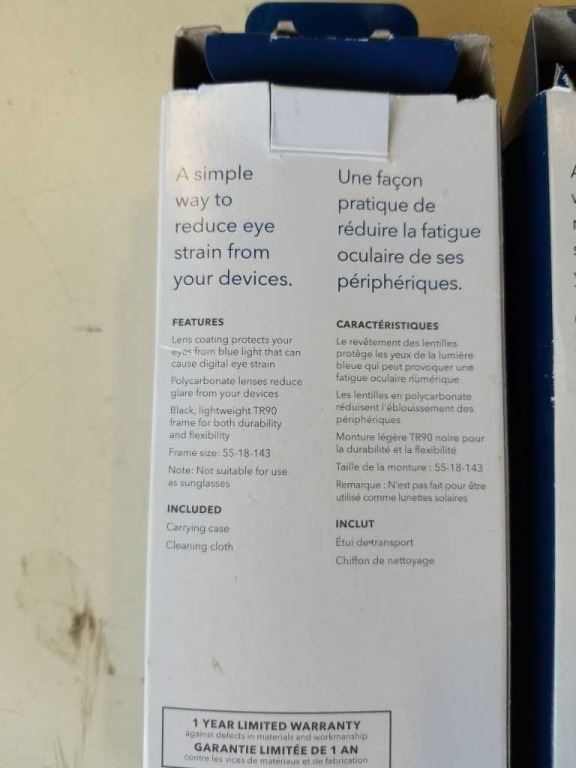 A simple
way to
reduce eye
strain from
your devices.
FEATURES
Lens coating protects your
eyes from blue light that can
cause digital eye strain
Polycarbonate lenses reduce
glare from your devices
Black, lightweight TR90
frame for both durability
and flexibility
Frame size: 55-18-143
Note: Not suitable for use
as sunglasses
INCLUDED
Carrying case
Cleaning cloth
Une façon
pratique de
réduire la fatigue
oculaire de ses
périphériques.
CARACTÉRISTIQUES
Le revêtement des lentilles
protège les yeux de la lumière
bleue qui peut provoquer une
fatigue oculaire numérique
Les lentilles en polycarbonate
réduisent l'éblouissement des
périphériques
Monture légère TR90 noire pour
la durabilité et la flexibilité
Taille de la monture : 55-18-143
Remarque : N'est pas fait pour être
utilisé comme lunettes solaires
INCLUT
Étui de transport
Chiffon de nettoyage
1 YEAR LIMITED WARRANTY
against defects in materials and workmanship
GARANTIE LIMITÉE DE 1 AN
contre les vices de matériaux et de fabrication